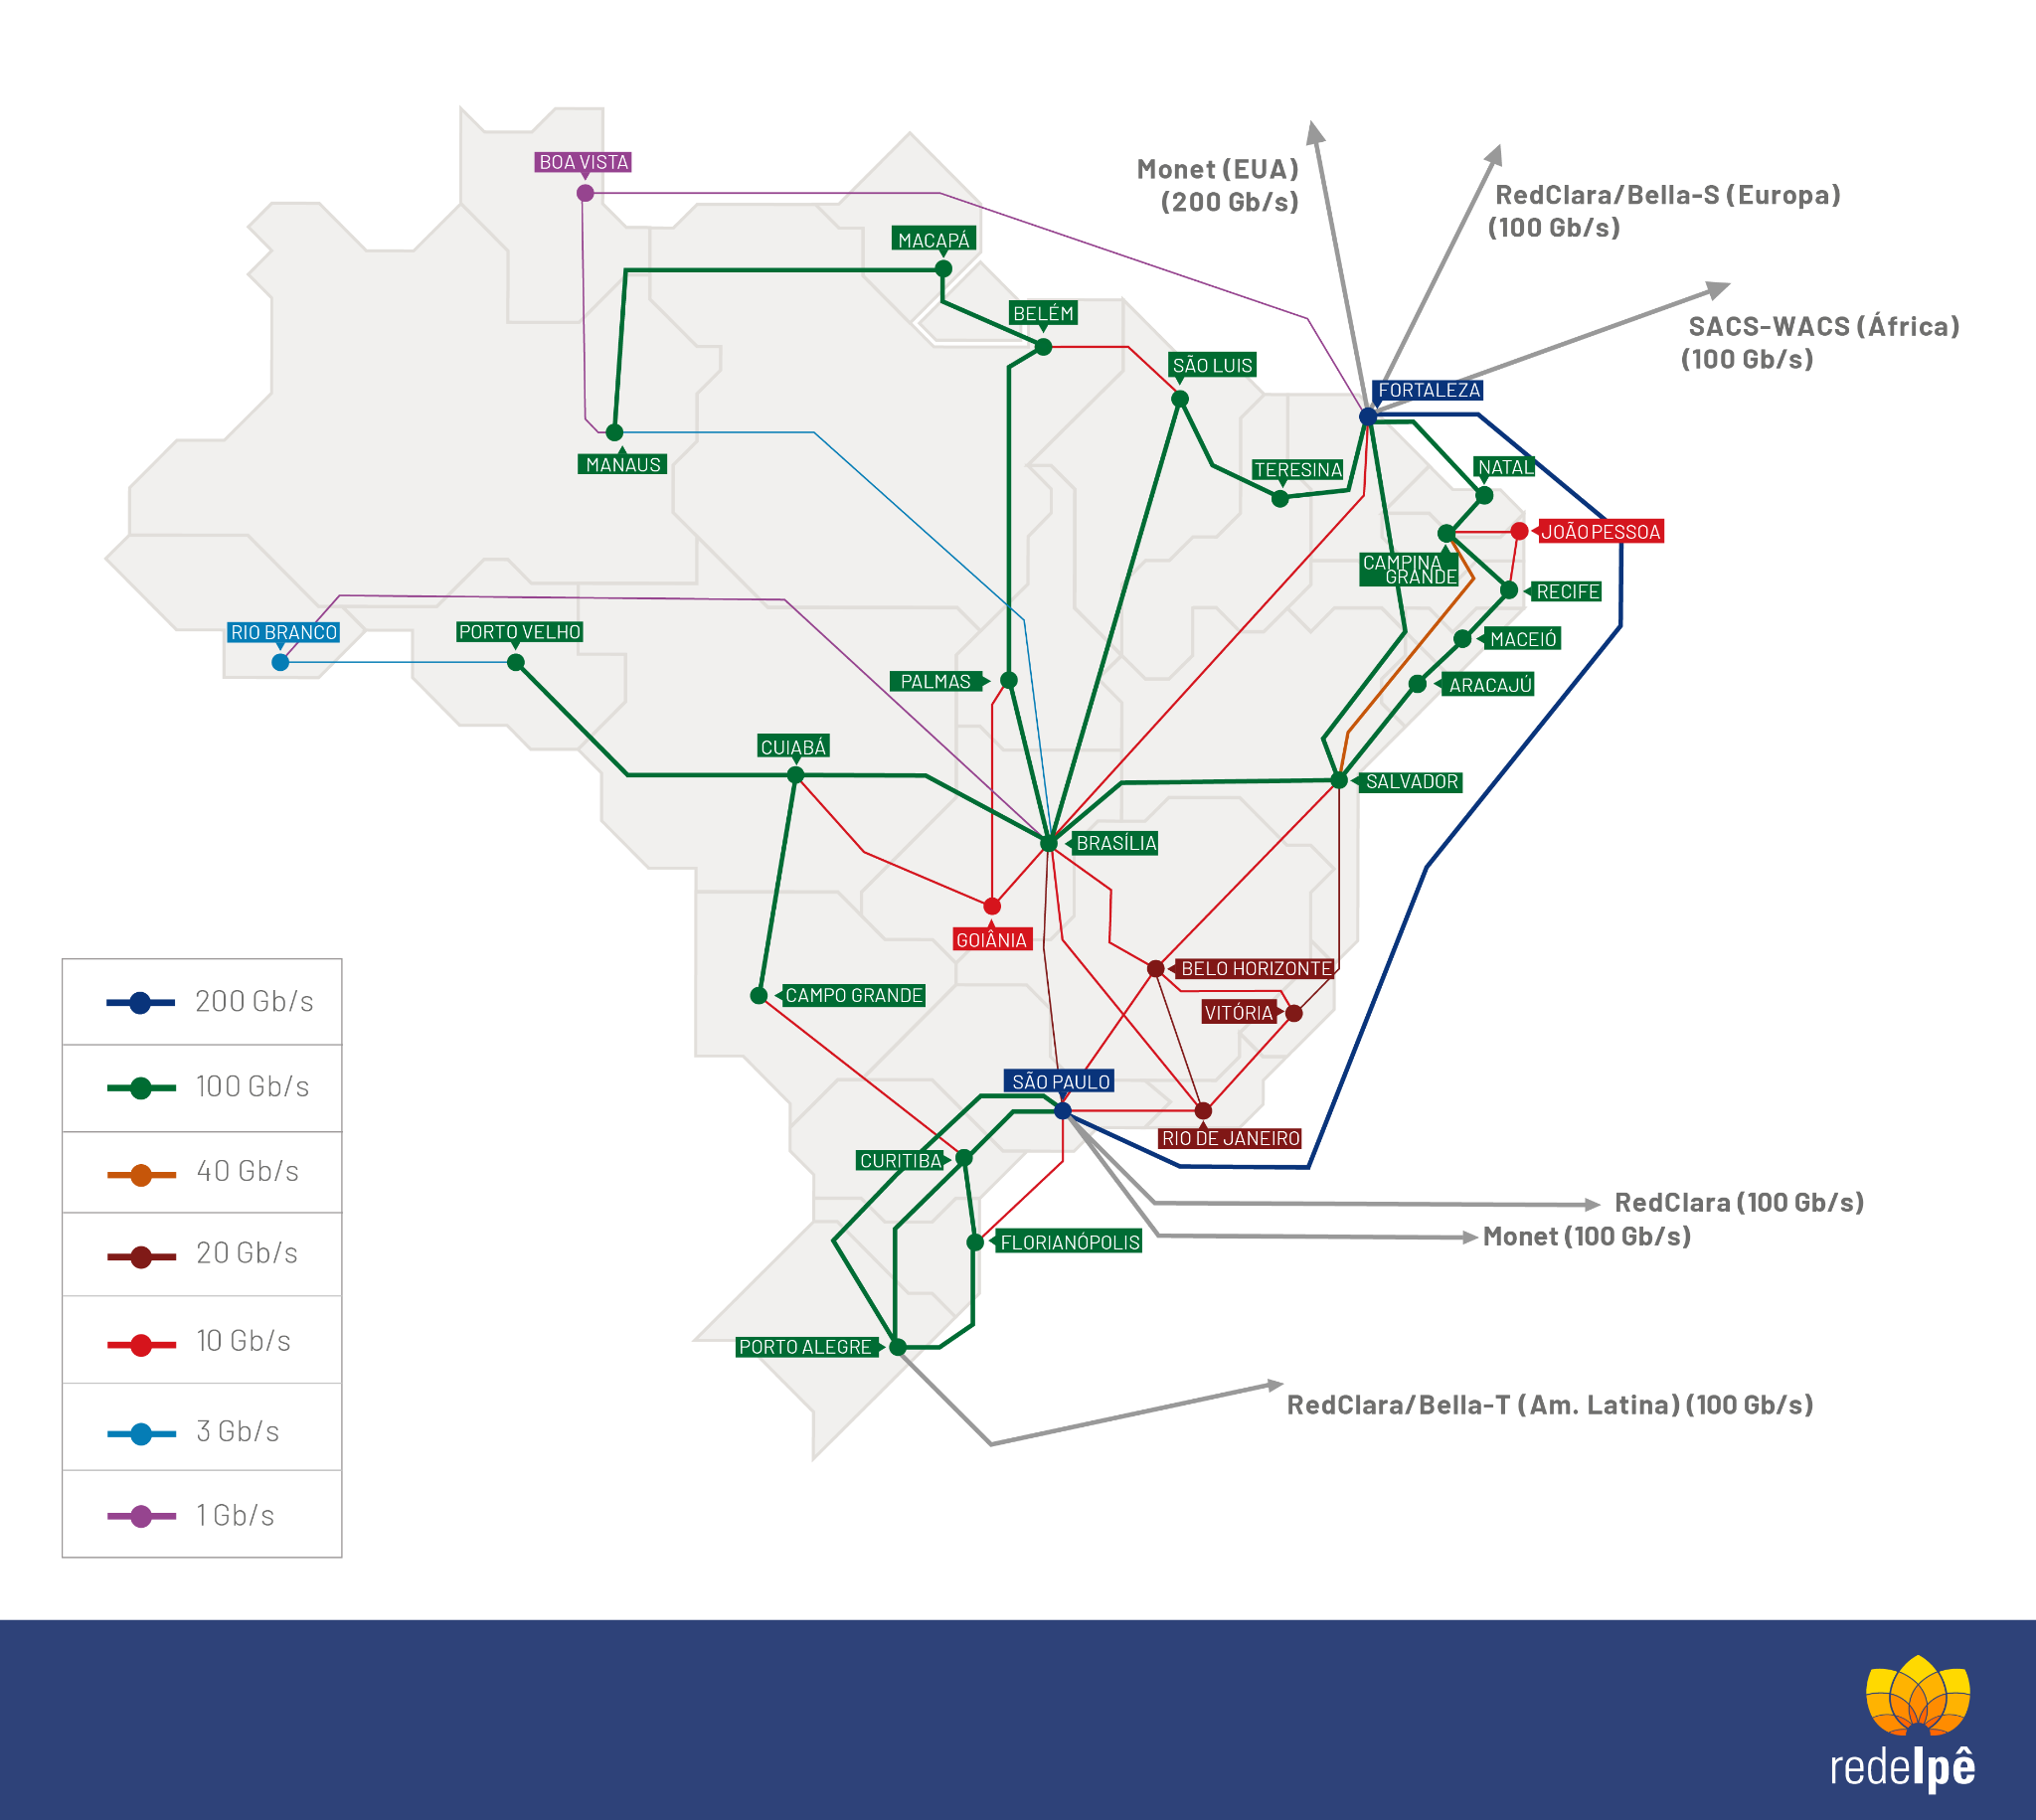 BOA VISTA
Monet (EUA)
(200 Gb/s)
RedClara/Bella-S (Europa)
(100 Gb/s)
MACAPÁ
BELÉM
SACS-WACS (África)
(100 Gb/s)
SÃO LUIS
FORTALEZA
MANAUS
TERESINA
NATAL
JOÃO PESSOA
CAMPINA
GRANDE
RECIFE
RIO BRANCO
PORTO VELHO
MACEIÓ
PALMAS
ARACAJÚ
CUIABÁ
SALVADOR
BRASÍLIA
GOIÂNIA
BELO HORIZONTE
CAMPO GRANDE
VITÓRIA
SÃO PAULO
RIO DE JANEIRO
CURITIBA
RedClara (100 Gb/s)
Monet (100 Gb/s)
FLORIANÓPOLIS
PORTO ALEGRE
RedClara/Bella-T (Am. Latina) (100 Gb/s)
200 Gb/s
100 Gb/s
40 Gb/s
20 Gb/s
10 Gb/s
3 Gb/s
1 Gb/s
redeIpê